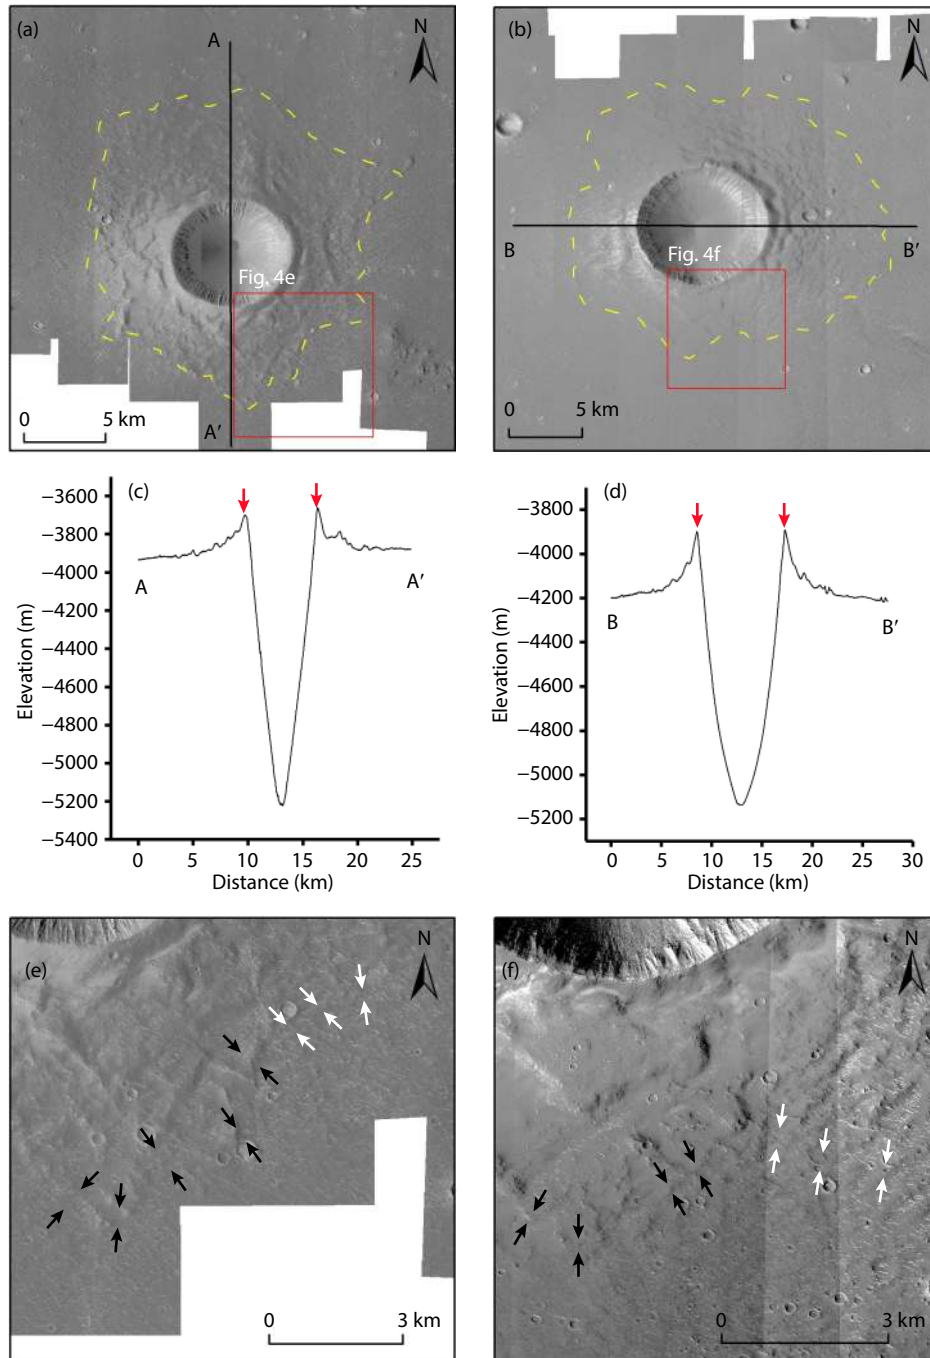 (a)
A
N
Fig. 4e
0
5 km
A′
(b)
N
B
B′
Fig. 4f
0
5 km
(c)
−3600
−3800
−4000
−4200
−4400
−4600
−4800
−5000
−5200
−5400
Elevation (m)
A
A′
0 5 10 15 20 25
Distance (km)
(d)
−3800
−4000
−4200
−4400
−4600
−4800
−5000
−5200
Elevation (m)
B
B′
0 5 10 15 20 25 30
Distance (km)
(e)
N
0
3 km
(f)
N
0
3 km